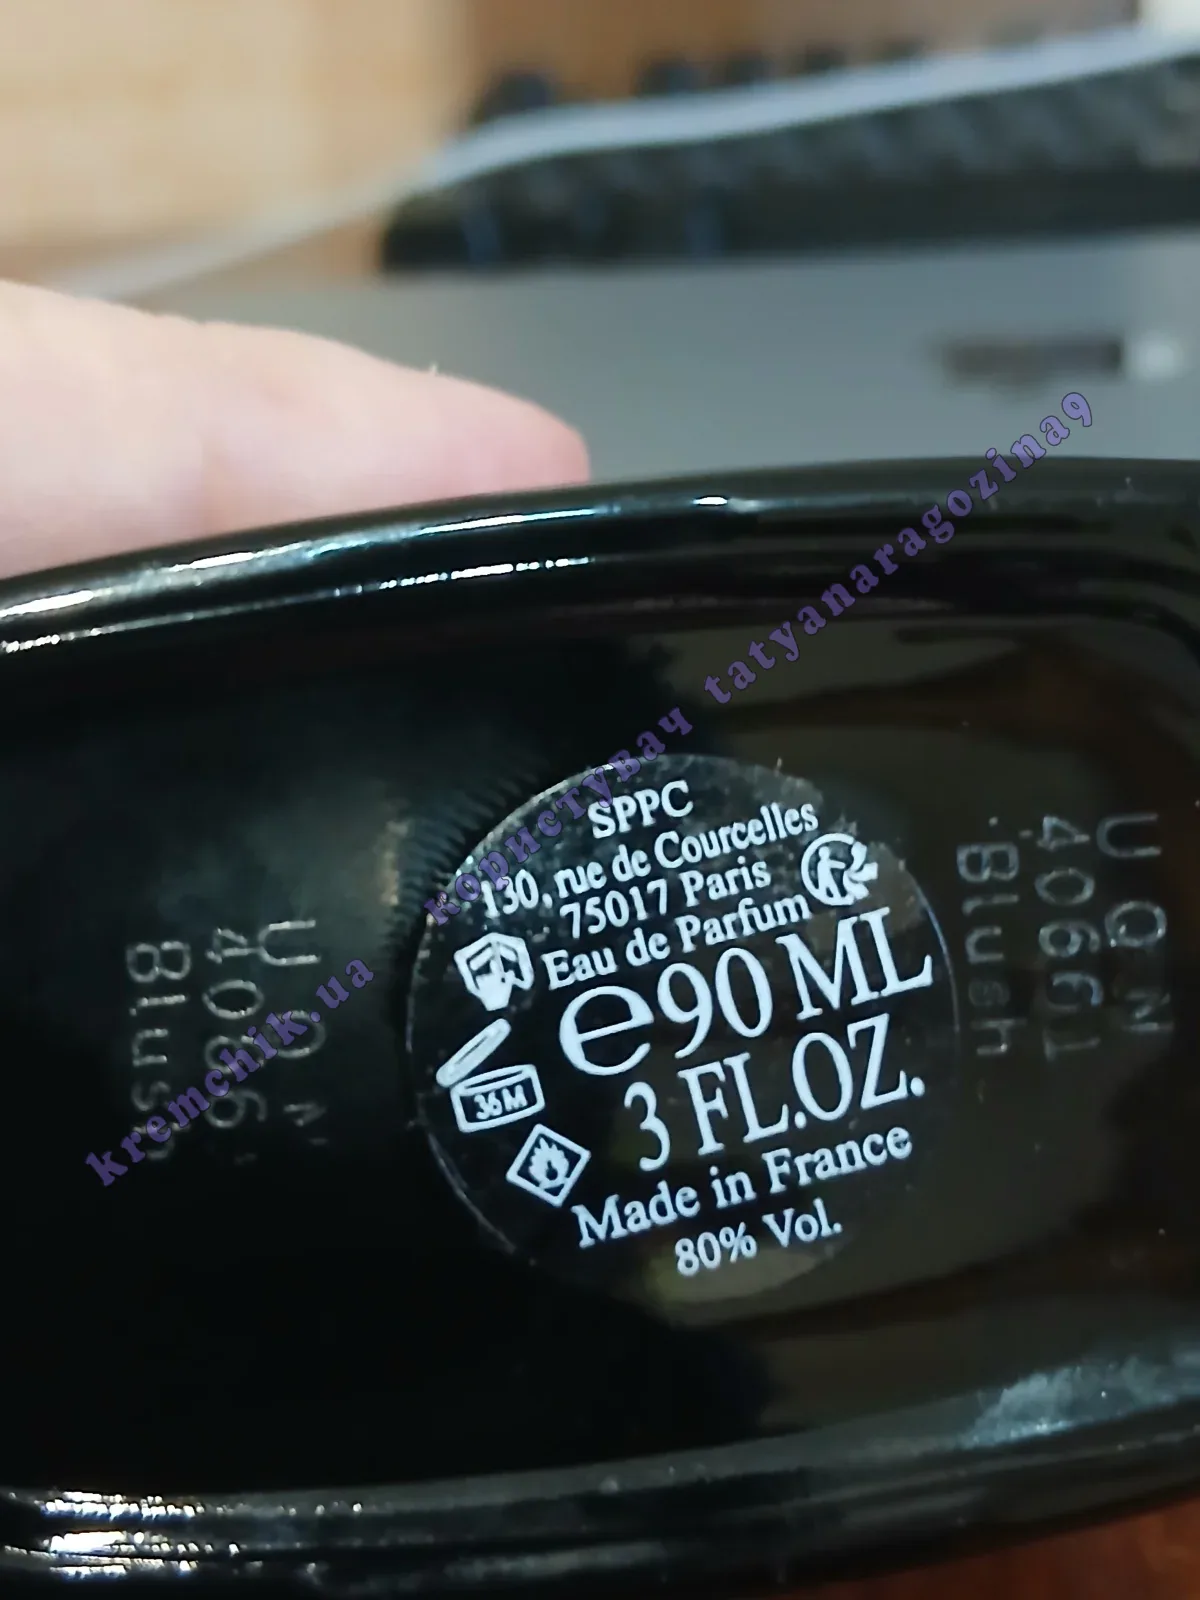 SPPC
130, rue de Courcelles
75017 Paris
Eau de Parfum
e90 ML
3 FL.OZ.
36 M
Made in France
80% Vol.
користувач tatyanaragozina9
kremchik.ua